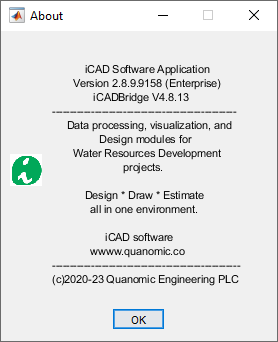 About
iCAD Software Application
Version 2.8.9.9158 (Enterprise)
iCADBridge V4.8.13
------------------------------------------------
Data processing, visualization, and
Design modules for
Water Resources Development
projects.
Design * Draw * Estimate
all in one environment.
iCAD software
wwww.quanomic.co
-------------------------------------------------
(c)2020-23 Quanomic Engineering PLC
OK